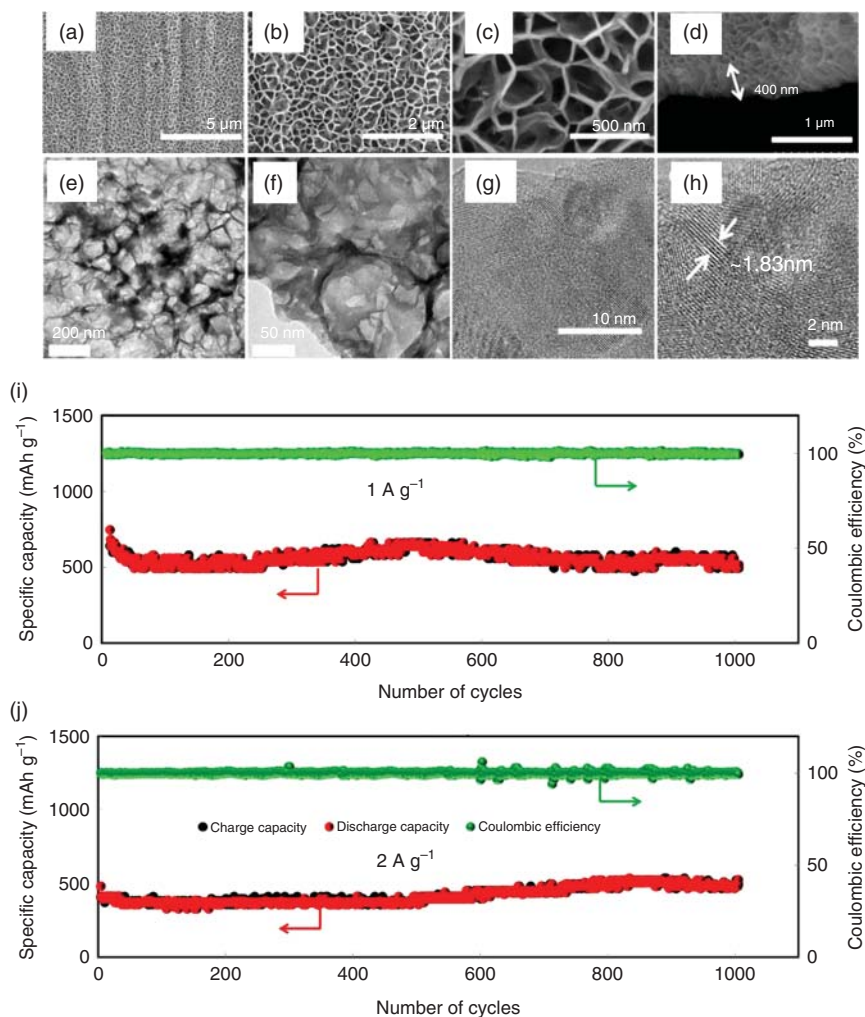 (a)
(b)
(c)
(d)
5 μm
2 μm
500 nm
400 nm
1 μm
(e)
(f)
(g)
(h)
200 nm
50 nm
10 nm
~1.83nm
2 nm
(i)
1500
1000
500
0
Specific capacity (mAh g⁻¹)
1 A g⁻¹
100
50
0
Coulombic efficiency (%)
0 200 400 600 800 1000
Number of cycles
(j)
1500
1000
500
0
Specific capacity (mAh g⁻¹)
Charge capacity Discharge capacity Coulombic efficiency
2 A g⁻¹
100
50
0
Coulombic efficiency (%)
0 200 400 600 800 1000
Number of cycles